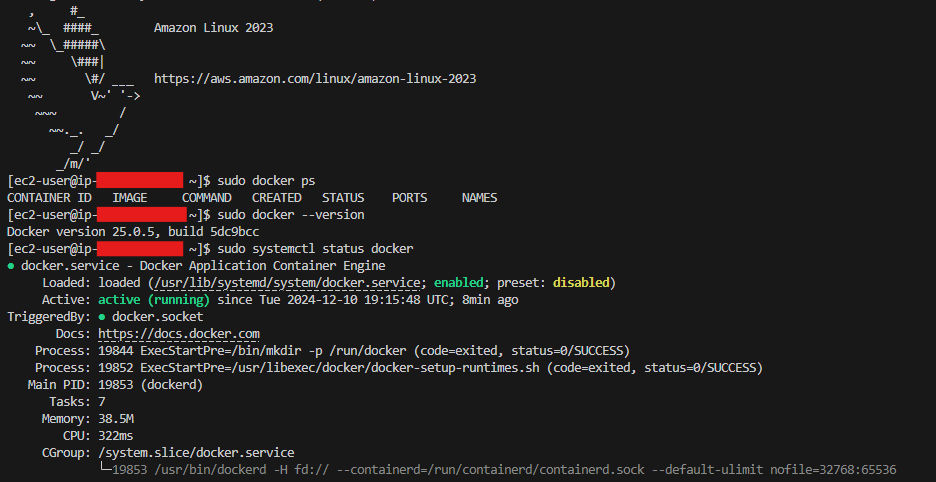 ,     #_
~\_  ####_        Amazon Linux 2023
~~  \_#####\
~~     \###|
~~       \#/ ___   https://aws.amazon.com/linux/amazon-linux-2023
~~       V~' '->
~~~         /
~~._.   _/
_/ _/
_/m/'
[ec2-user@ip- ~]$ sudo docker ps
CONTAINER ID   IMAGE     COMMAND   CREATED   STATUS    PORTS     NAMES
[ec2-user@ip- ~]$ sudo docker --version
Docker version 25.0.5, build 5dc9bcc
[ec2-user@ip- ~]$ sudo systemctl status docker
● docker.service - Docker Application Container Engine
Loaded: loaded (/usr/lib/systemd/system/docker.service; enabled; preset: disabled)
Active: active (running) since Tue 2024-12-10 19:15:48 UTC; 8min ago
TriggeredBy: ● docker.socket
Docs: https://docs.docker.com
Process: 19844 ExecStartPre=/bin/mkdir -p /run/docker (code=exited, status=0/SUCCESS)
Process: 19852 ExecStartPre=/usr/libexec/docker/docker-setup-runtimes.sh (code=exited, status=0/SUCCESS)
Main PID: 19853 (dockerd)
Tasks: 7
Memory: 38.5M
CPU: 322ms
CGroup: /system.slice/docker.service
└─19853 /usr/bin/dockerd -H fd:// --containerd=/run/containerd/containerd.sock --default-ulimit nofile=32768:65536